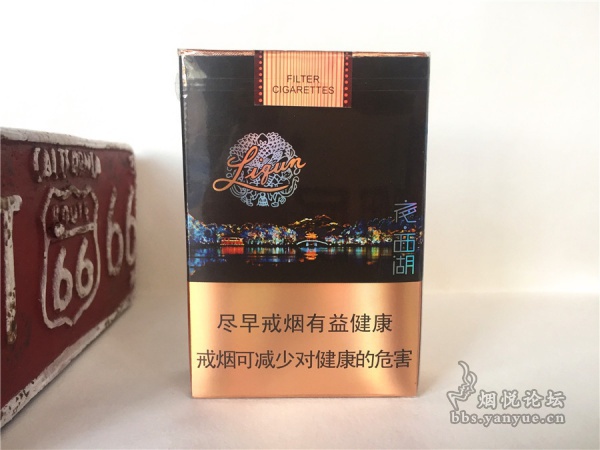 FILTER
CIGARETTES
Liqun
夜西湖
尽早戒烟有益健康
戒烟可减少对健康的危害
CALIFORNIA
ROUTE
66
66
烟悦论坛
bbs.yanyue.cn